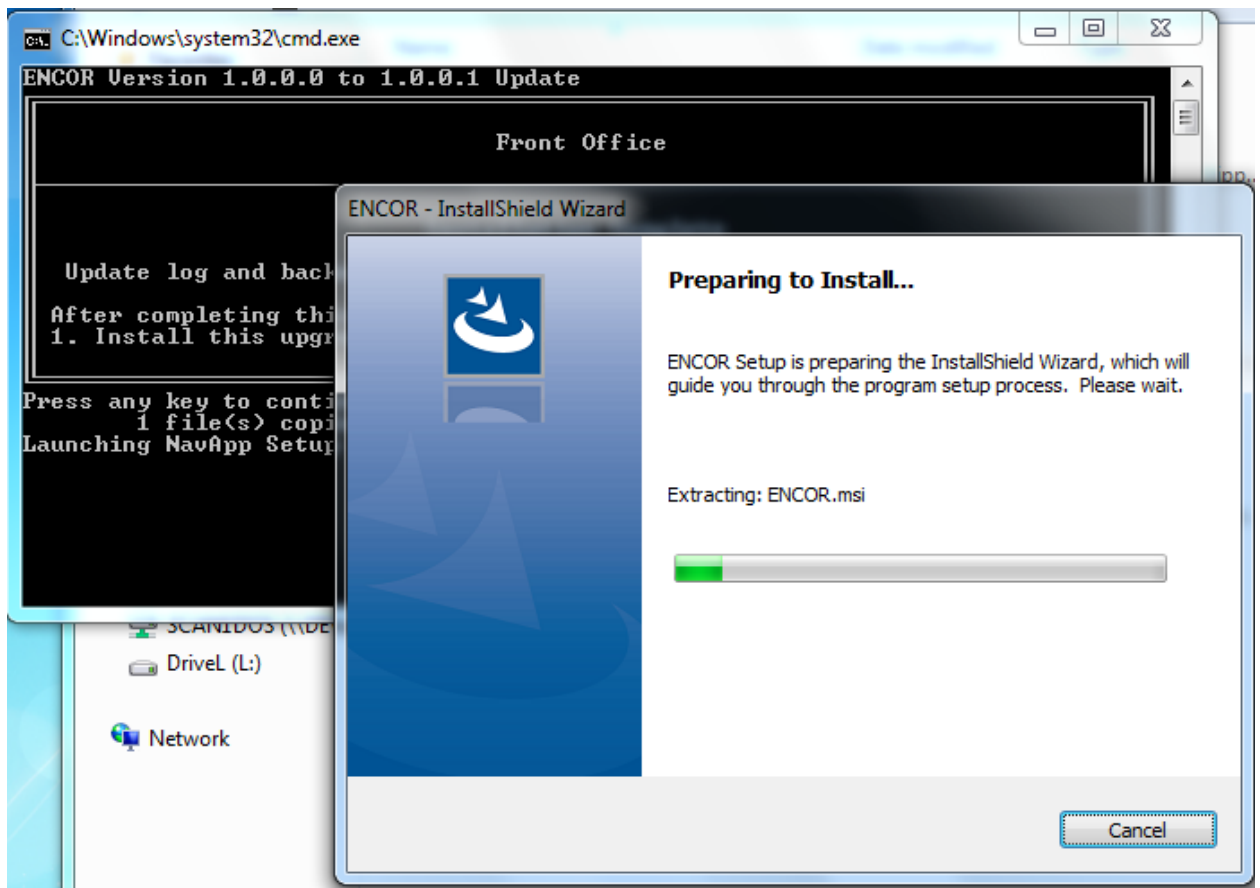 C:\Windows\system32\cmd.exe
ENCOR Version 1.0.0.0 to 1.0.0.1 Update
Front Office
Update log and back
After completing thi
1. Install this upgr
Press any key to conti
1 file(s) copi
Launching NavApp Setup
ENCOR - InstallShield Wizard
Preparing to Install...
ENCOR Setup is preparing the InstallShield Wizard, which will
guide you through the program setup process. Please wait.
Extracting: ENCOR.msi
Cancel
DriveL (L:)
Network